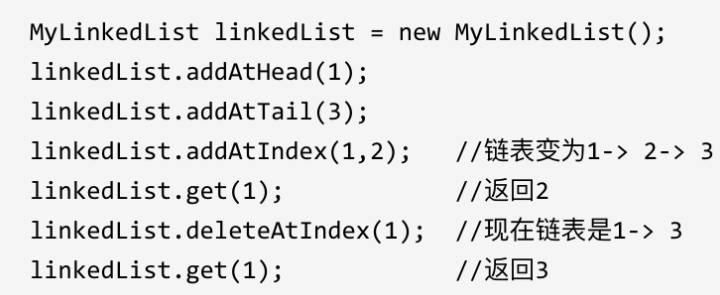 MyLinkedList linkedList = new MyLinkedList();
linkedList.addAtHead(1);
linkedList.addAtTail(3);
linkedList.addAtIndex(1,2);   //链表变为1-> 2-> 3
linkedList.get(1);            //返回2
linkedList.deleteAtIndex(1);  //现在链表是1-> 3
linkedList.get(1);            //返回3